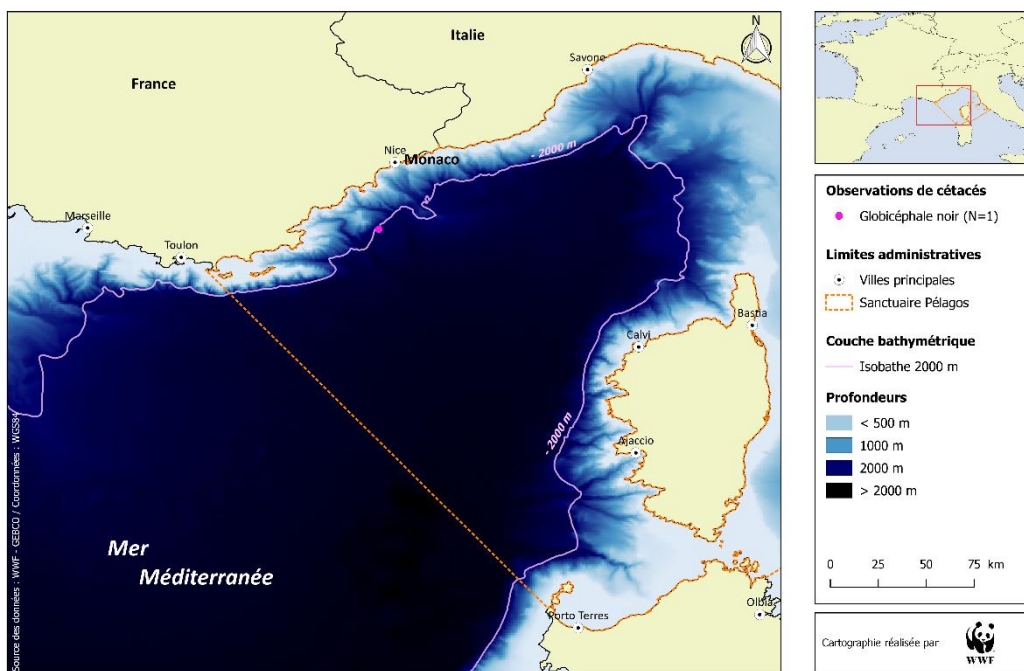 Italie
N
Savone
France
- 2000 m
Nice
Monaco
Marseille
Toulon
Bastia
Calvi
- 2000 m
Ajaccio
Mer
Méditerranée
Porto Terres
Olbia
Source des données : WWF - GEBCO / Coordonnées : WGS84
Observations de cétacés
Globicéphale noir (N=1)
Limites administratives
Villes principales
Sanctuaire Pélagos
Couche bathymétrique
Isobathe 2000 m
Profondeurs
< 500 m
1000 m
2000 m
> 2000 m
0 25 50 75 km
Cartographie réalisée par
WWF